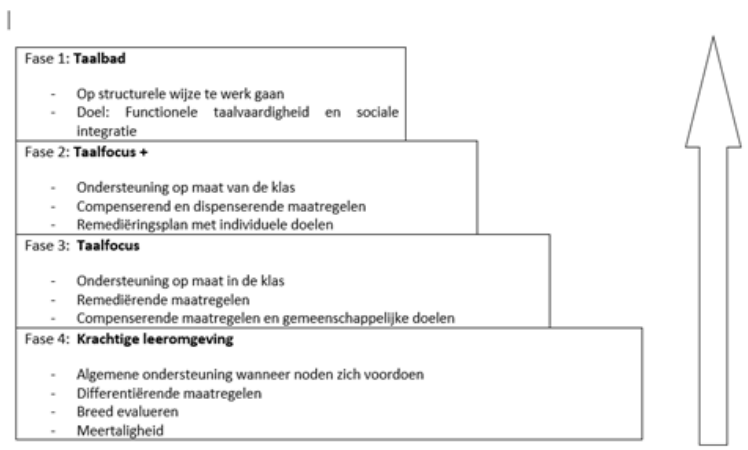 Fase 1: Taalbad
- Op structurele wijze te werk gaan
- Doel: Functionele taalvaardigheid en sociale
integratie
Fase 2: Taalfocus +
- Ondersteuning op maat van de klas
- Compenserend en dispenserende maatregelen
- Remediëringsplan met individuele doelen
Fase 3: Taalfocus
- Ondersteuning op maat in de klas
- Remediërende maatregelen
- Compenserende maatregelen en gemeenschappelijke doelen
Fase 4: Krachtige leeromgeving
- Algemene ondersteuning wanneer noden zich voordoen
- Differentiërende maatregelen
- Breed evalueren
- Meertaligheid